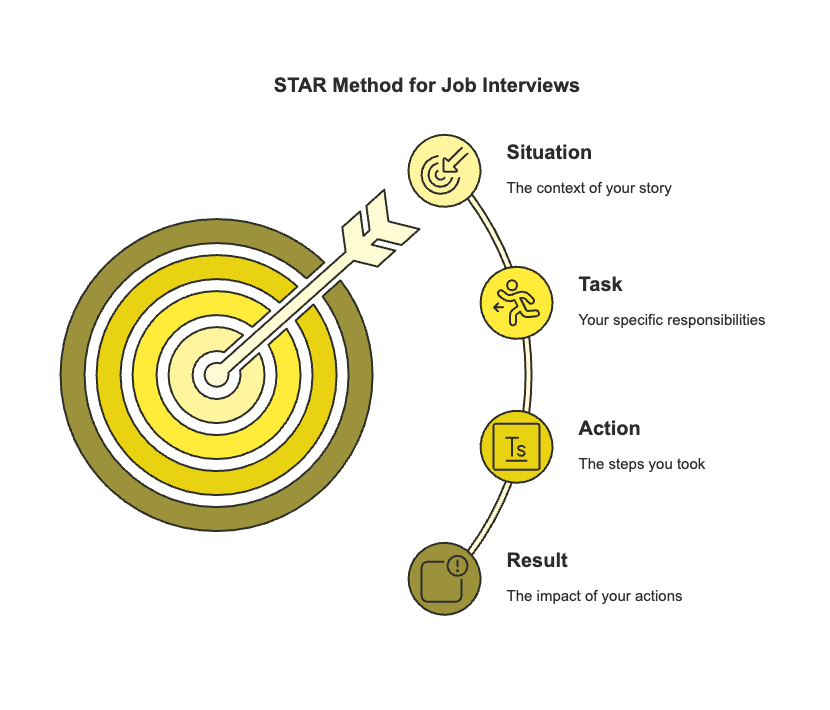 STAR Method for Job Interviews
Situation
The context of your story
Task
Your specific responsibilities
Action
The steps you took
Ts
Result
The impact of your actions